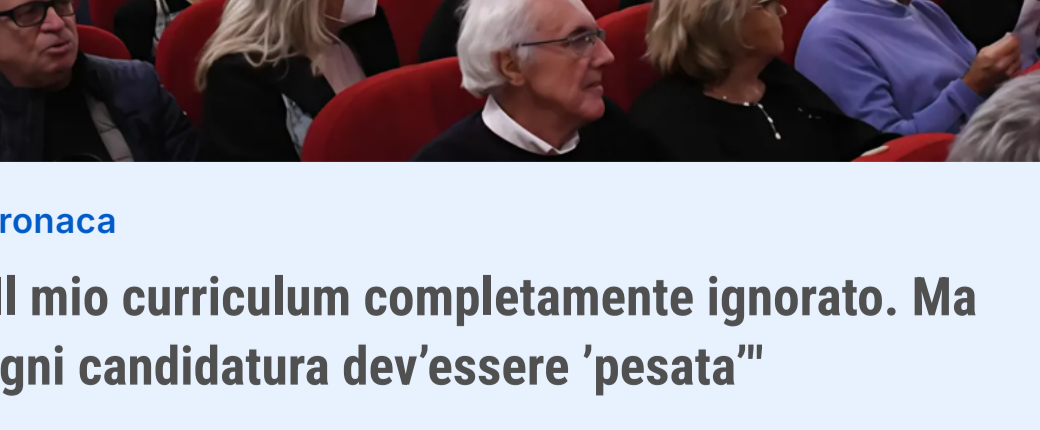 ronaca
Il mio curriculum completamente ignorato. Ma
gni candidatura dev’essere ’pesata’"